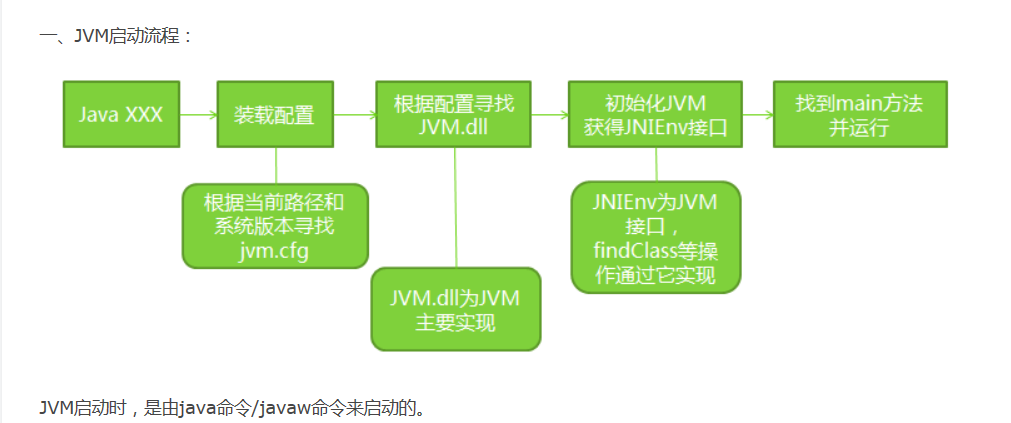 一、JVM启动流程：
Java XXX
装载配置
根据配置寻找
JVM.dll
初始化JVM
获得JNIEnv接口
找到main方法
并运行
根据当前路径和
系统版本寻找
jvm.cfg
JVM.dll为JVM
主要实现
JNIEnv为JVM
接口，
findClass等操
作通过它实现
JVM启动时，是由java命令/javaw命令来启动的。